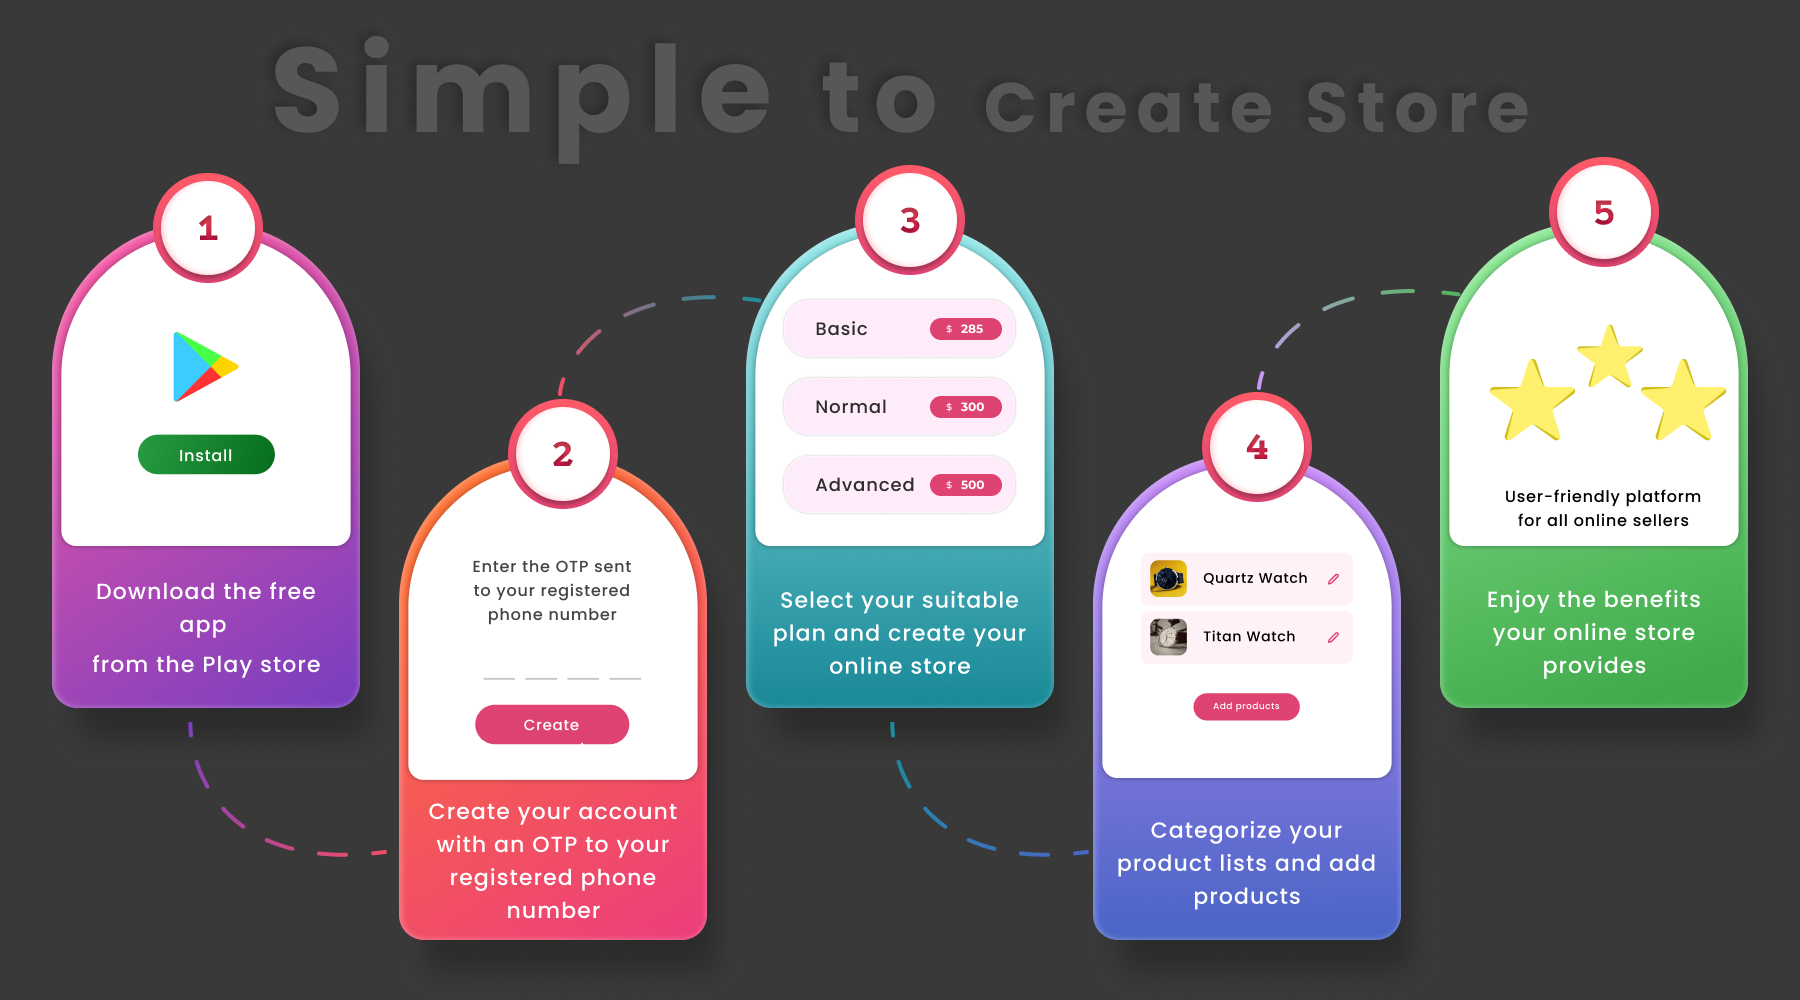 Simple to Create Store
1
Install
Download the free
app
from the Play store
2
Enter the OTP sent
to your registered
phone number
Create
Create your account
with an OTP to your
registered phone
number
3
Basic $ 285
Normal $ 300
Advanced $ 500
Select your suitable
plan and create your
online store
4
Quartz Watch
Titan Watch
Add products
Categorize your
product lists and add
products
5
User-friendly platform
for all online sellers
Enjoy the benefits
your online store
provides